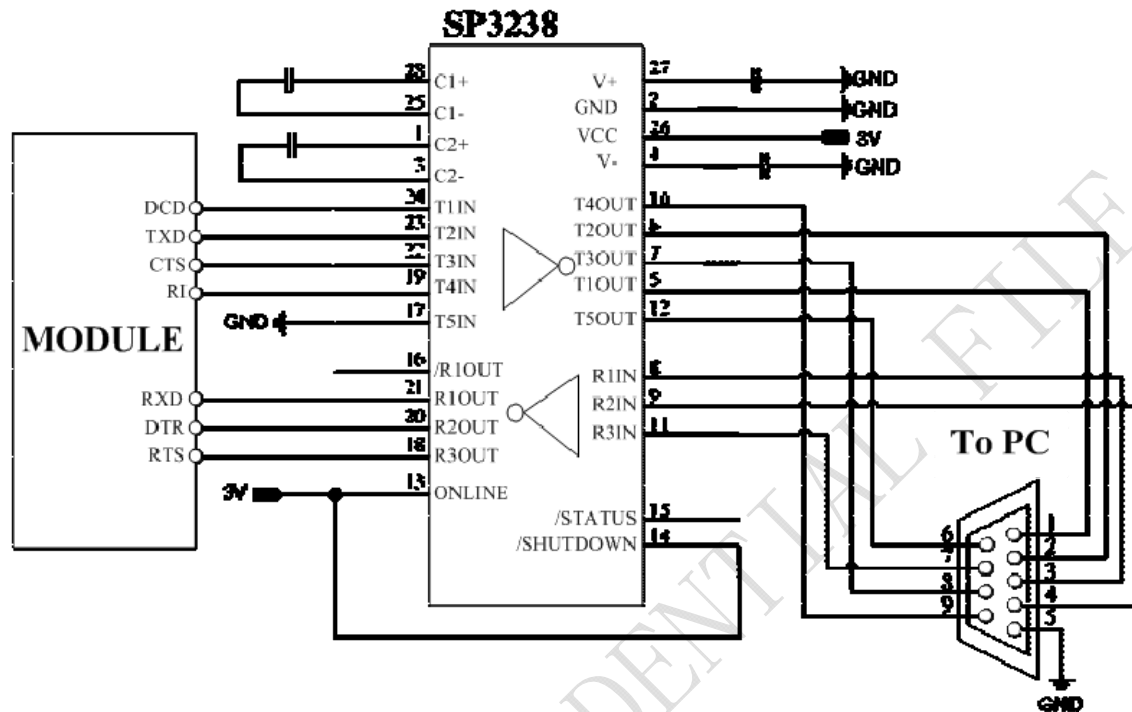 SP3238
28 C1+
25 C1-
1 C2+
3 C2-
24 T1IN
23 T2IN
22 T3IN
19 T4IN
GND 17 T5IN
16 /R1OUT
21 R1OUT
20 R2OUT
18 R3OUT
3V 13 ONLINE
V+ 27 GND
GND 2 GND
VCC 26 3V
V- 4 GND
T4OUT 10
T2OUT 6
T3OUT 7
T1OUT 5
T5OUT 12
R1IN 8
R2IN 9
R3IN 11
/STATUS 15
/SHUTDOWN 14
DCD
TXD
CTS
RI
MODULE
RXD
DTR
RTS
To PC
6
7
8
9
1
2
3
4
5
GND
DENTIAL FILE